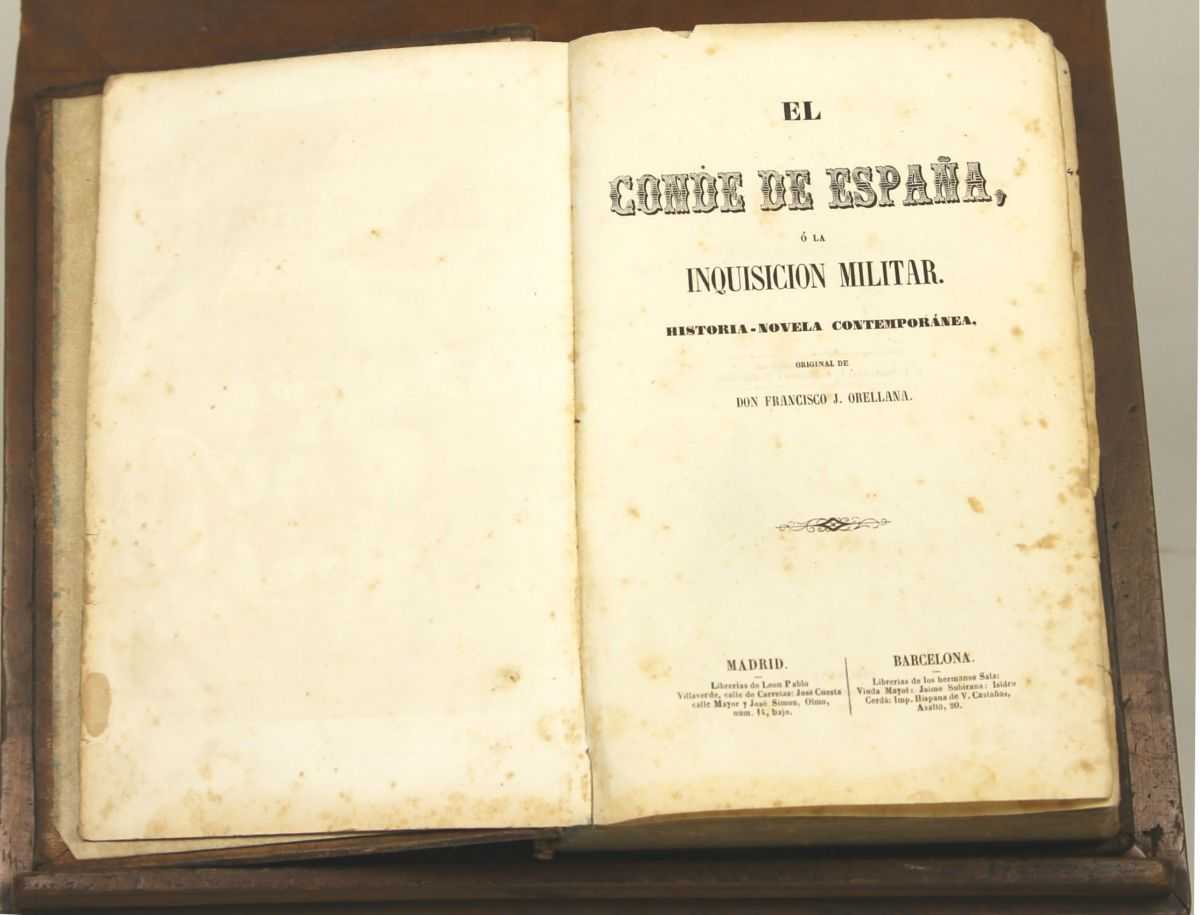 EL
CONDE DE ESPAÑA,
ó LA
INQUISICION MILITAR.
HISTORIA-NOVELA CONTEMPORÁNEA,
ORIGINAL DE
DON FRANCISCO J. ORELLANA.
MADRID.
Librerias de Leon Pablo
Villaverde, calle de Carretas: José Cuesta
calle Mayor y José Simon, Olmo,
núm. 14, bajo.
BARCELONA.
Librerias de los hermanos Sala:
Viuda Mayol: Jaime Subirana: Isidro
Cerdá: Imp. Hispana de V. Castaños,
Asalto, 20.